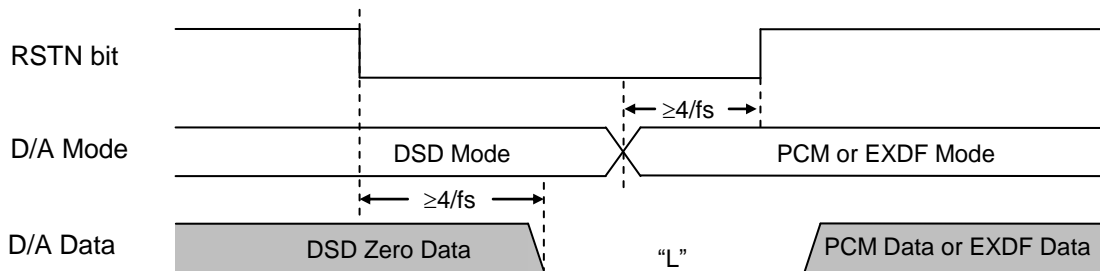 RSTN bit
≥4/fs
D/A Mode
DSD Mode
PCM or EXDF Mode
≥4/fs
D/A Data
DSD Zero Data
“L”
PCM Data or EXDF Data